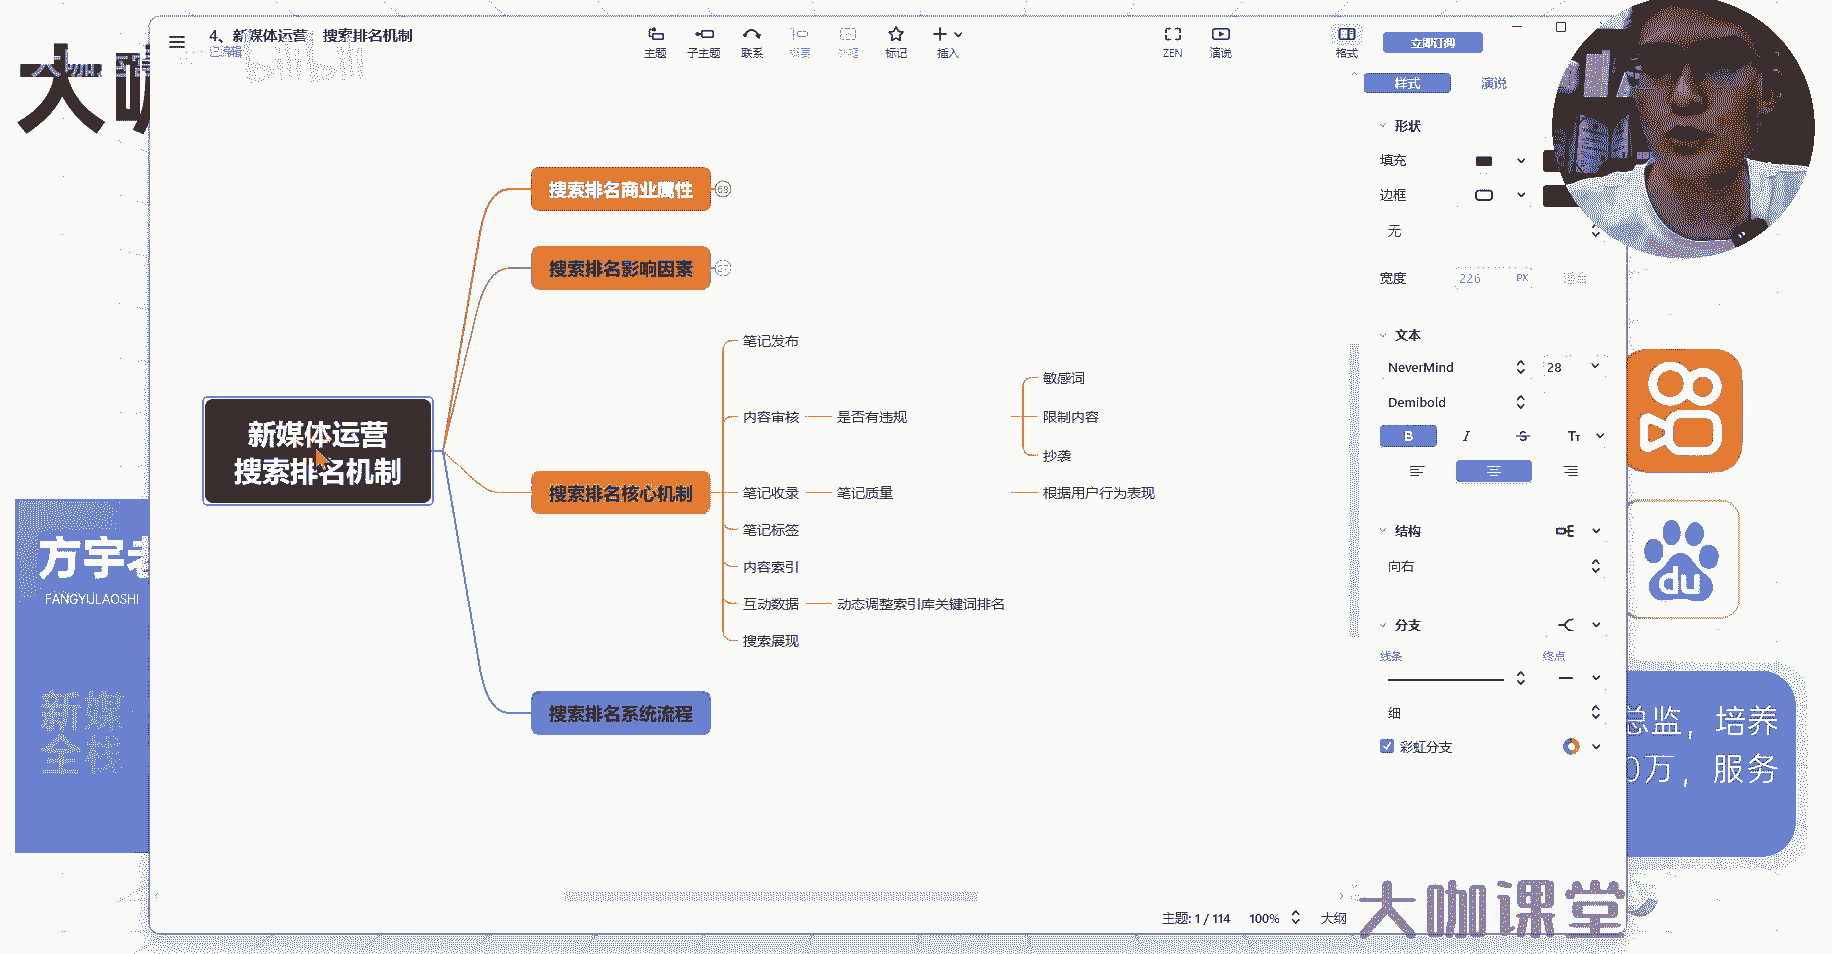 大咖
4、新媒体运营 搜索排名机制
已编辑
bilibili
主题
子主题
联系
概要
外框
标记
插入
ZEN
演说
格式
立即订阅
样式
演说
形状
填充
边框
无
宽度
226
PX
文本
NeverMind
28
Demibold
B
I
S
TT
结构
向右
分支
线条
终点
细
彩虹分支
搜索排名商业属性
68
搜索排名影响因素
新媒体运营
搜索排名机制
搜索排名核心机制
笔记发布
内容审核
是否有违规
敏感词
限制内容
抄袭
笔记收录
笔记质量
根据用户行为表现
笔记标签
内容索引
互动数据
动态调整索引库关键词排名
搜索展现
搜索排名系统流程
方宇老
FANGYULAOSHI
新媒
全栈
du
总监，培养
0万，服务
主题: 1 / 114
100%
大纲
大咖课堂